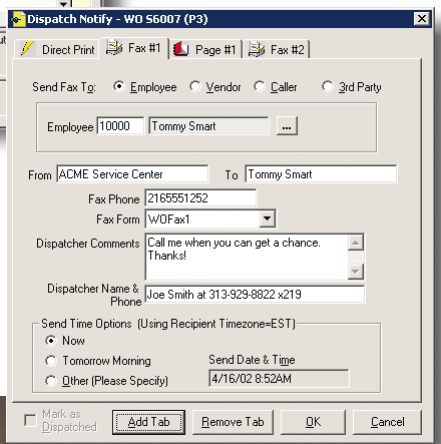 Dispatch Notify - WO S6007 (P3)
Direct Print Fax #1 Page #1 Fax #2
Send Fax To: Employee Vendor Caller 3rd Party
Employee 10000 Tommy Smart ...
From ACME Service Center To Tommy Smart
Fax Phone 2165551252
Fax Form WOFax1
Dispatcher Comments Call me when you can get a chance.
Thanks!
Dispatcher Name &
Phone Joe Smith at 313-929-8822 x219
Send Time Options (Using Recipient Timezone=EST)
Now
Tomorrow Morning Send Date & Time
Other (Please Specify) 4/16/02 8:52AM
Mark as
Dispatched Add Tab Remove Tab OK Cancel